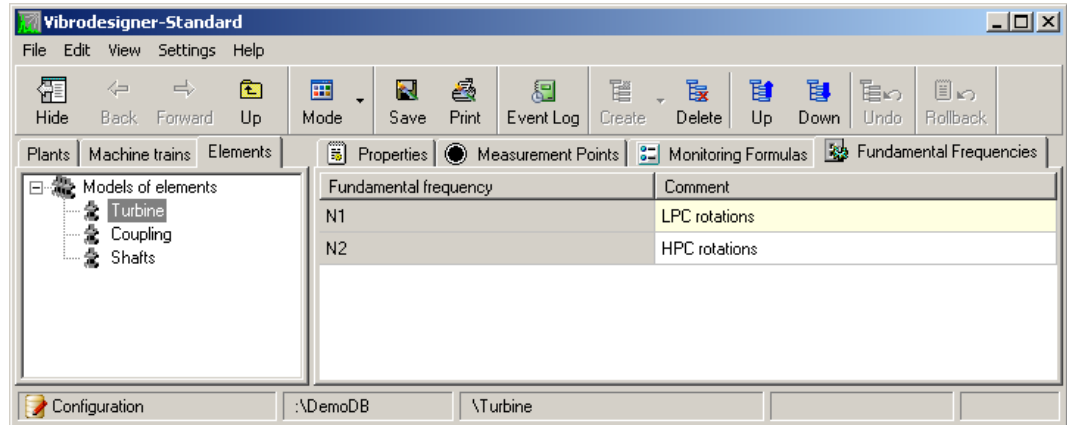 Vibrodesigner-Standard
File Edit View Settings Help
Hide Back Forward Up Mode Save Print Event Log Create Delete Up Down Undo Rollback
Plants Machine trains Elements Properties Measurement Points Monitoring Formulas Fundamental Frequencies
Models of elements
Turbine
Coupling
Shafts
Fundamental frequency Comment
N1 LPC rotations
N2 HPC rotations
Configuration :\DemoDB \Turbine